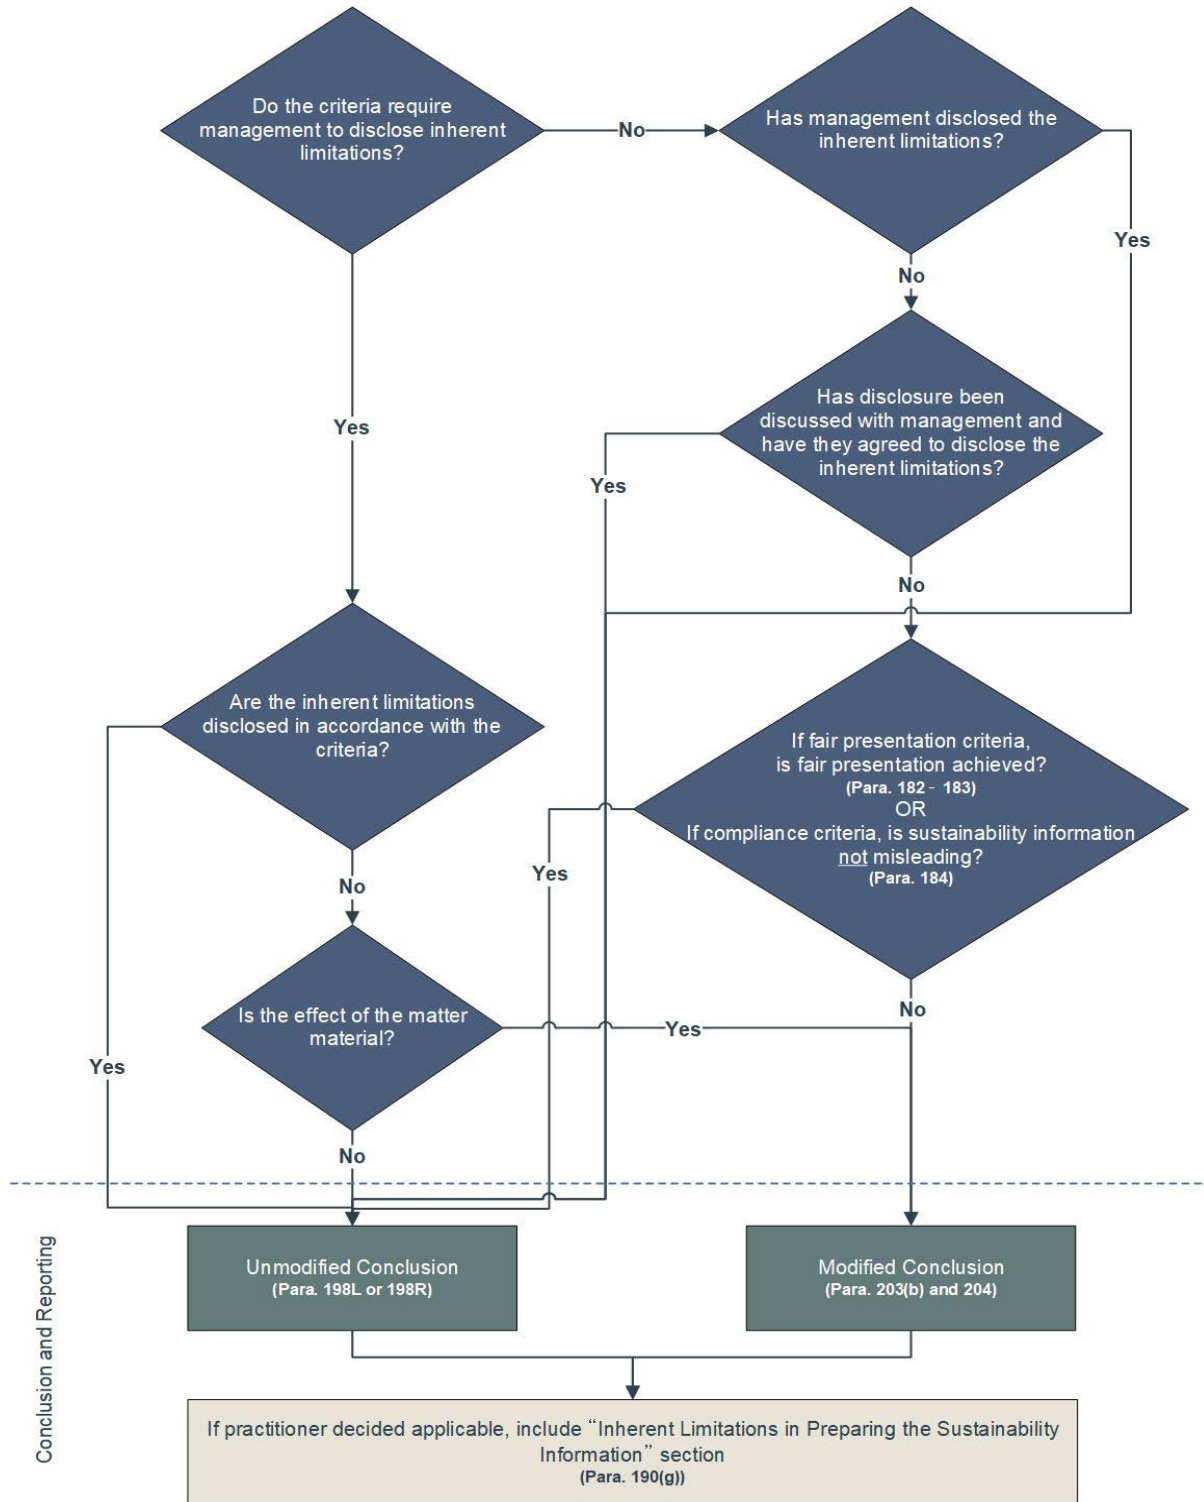 Do the criteria require
management to disclose inherent
limitations?
No
Has management disclosed the
inherent limitations?
Yes
No
Has disclosure been
discussed with management and
have they agreed to disclose the
inherent limitations?
Yes
Yes
No
Are the inherent limitations
disclosed in accordance with the
criteria?
If fair presentation criteria,
is fair presentation achieved?
(Para. 182 - 183)
OR
If compliance criteria, is sustainability information
not misleading?
(Para. 184)
Yes
No
Is the effect of the matter
material?
Yes
No
Yes
No
Conclusion and Reporting
Unmodified Conclusion
(Para. 198L or 198R)
Modified Conclusion
(Para. 203(b) and 204)
If practitioner decided applicable, include “Inherent Limitations in Preparing the Sustainability
Information” section
(Para. 190(g))